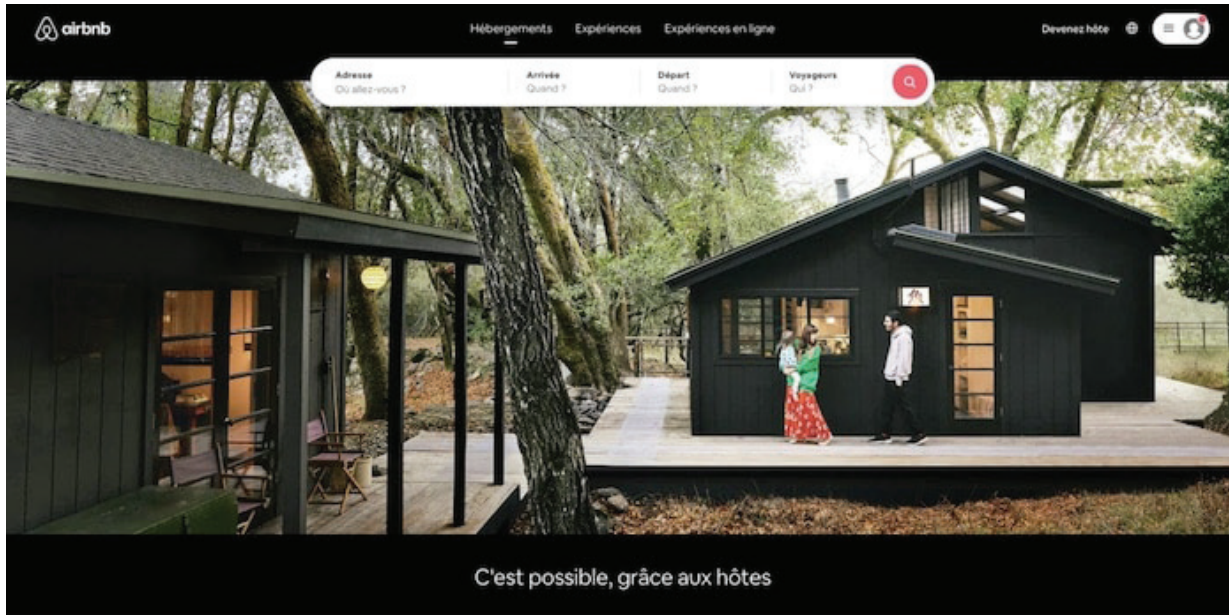 airbnb
Hébergements Expériences Expériences en ligne
Devenez hôte
Adresse Arrivée Départ Voyageurs
Où allez-vous ? Quand ? Quand ? Qui ?
C'est possible, grâce aux hôtes